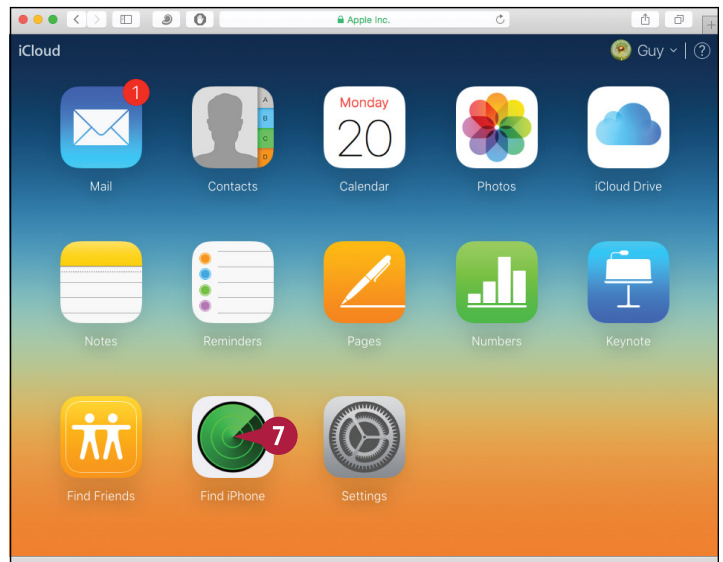 Apple Inc.
iCloud
Guy
?
1
A
B
C
D
Monday
20
Mail
Contacts
Calendar
Photos
iCloud Drive
Notes
Reminders
Pages
Numbers
Keynote
7
Find Friends
Find iPhone
Settings